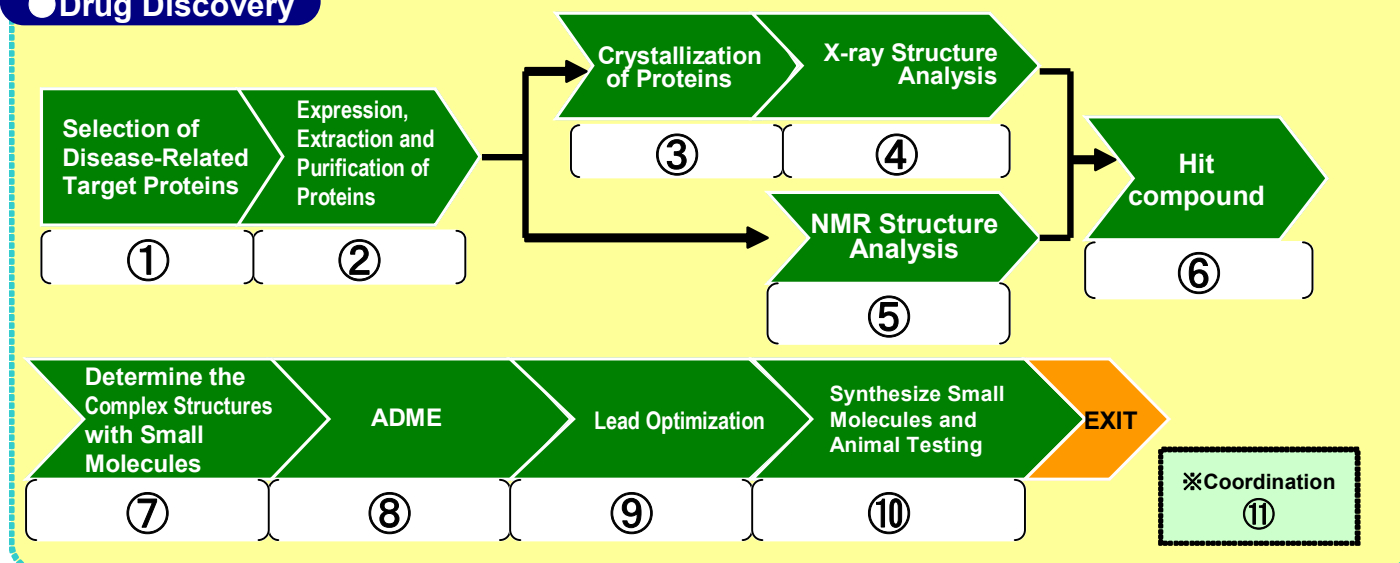 ●Drug Discovery
Selection of
Disease-Related
Target Proteins
①
Expression,
Extraction and
Purification of
Proteins
②
Crystallization
of Proteins
③
X-ray Structure
Analysis
④
NMR Structure
Analysis
⑤
Hit
compound
⑥
Determine the
Complex Structures
with Small
Molecules
⑦
ADME
⑧
Lead Optimization
⑨
Synthesize Small
Molecules and
Animal Testing
⑩
EXIT
※Coordination
⑪